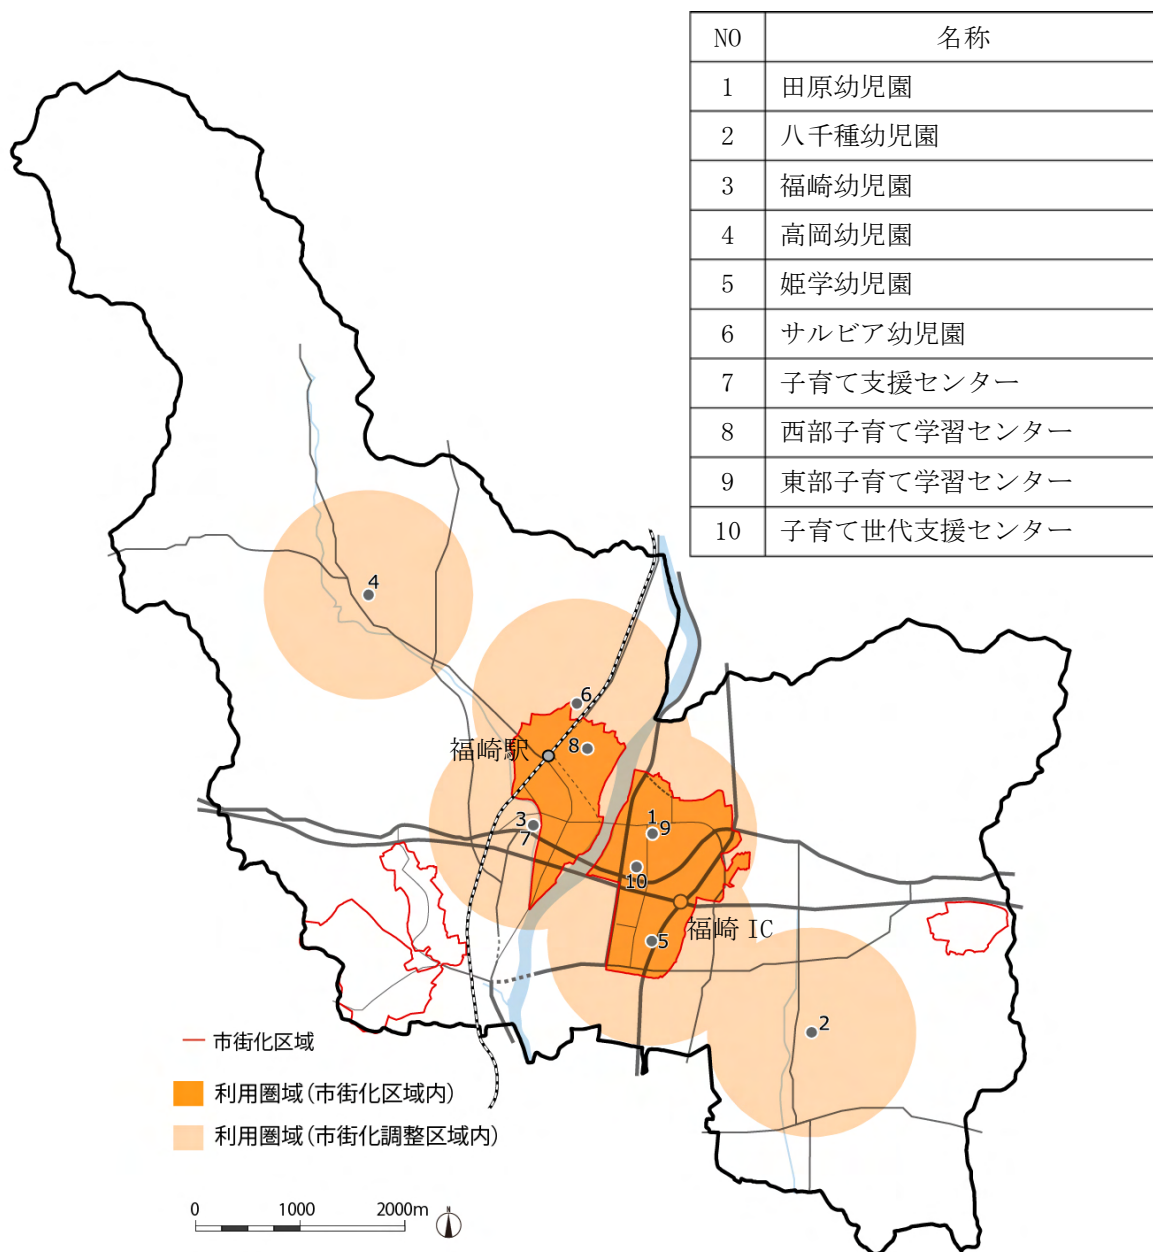 NO 名称
1 田原幼児園
2 八千種幼児園
3 福崎幼児園
4 高岡幼児園
5 姫学幼児園
6 サルビア幼児園
7 子育て支援センター
8 西部子育て学習センター
9 東部子育て学習センター
10 子育て世代支援センター
4
6
福崎駅
8
3
7
1
9
10
福崎 IC
5
2
市街化区域
利用圏域(市街化区域内)
利用圏域(市街化調整区域内)
0 1000 2000m
N